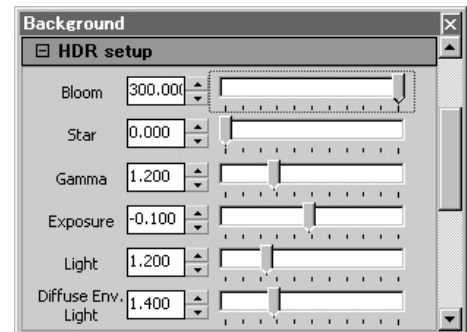 Background
HDR setup
Bloom 300.000
Star 0.000
Gamma 1.200
Exposure -0.100
Light 1.200
Diffuse Env. Light 1.400